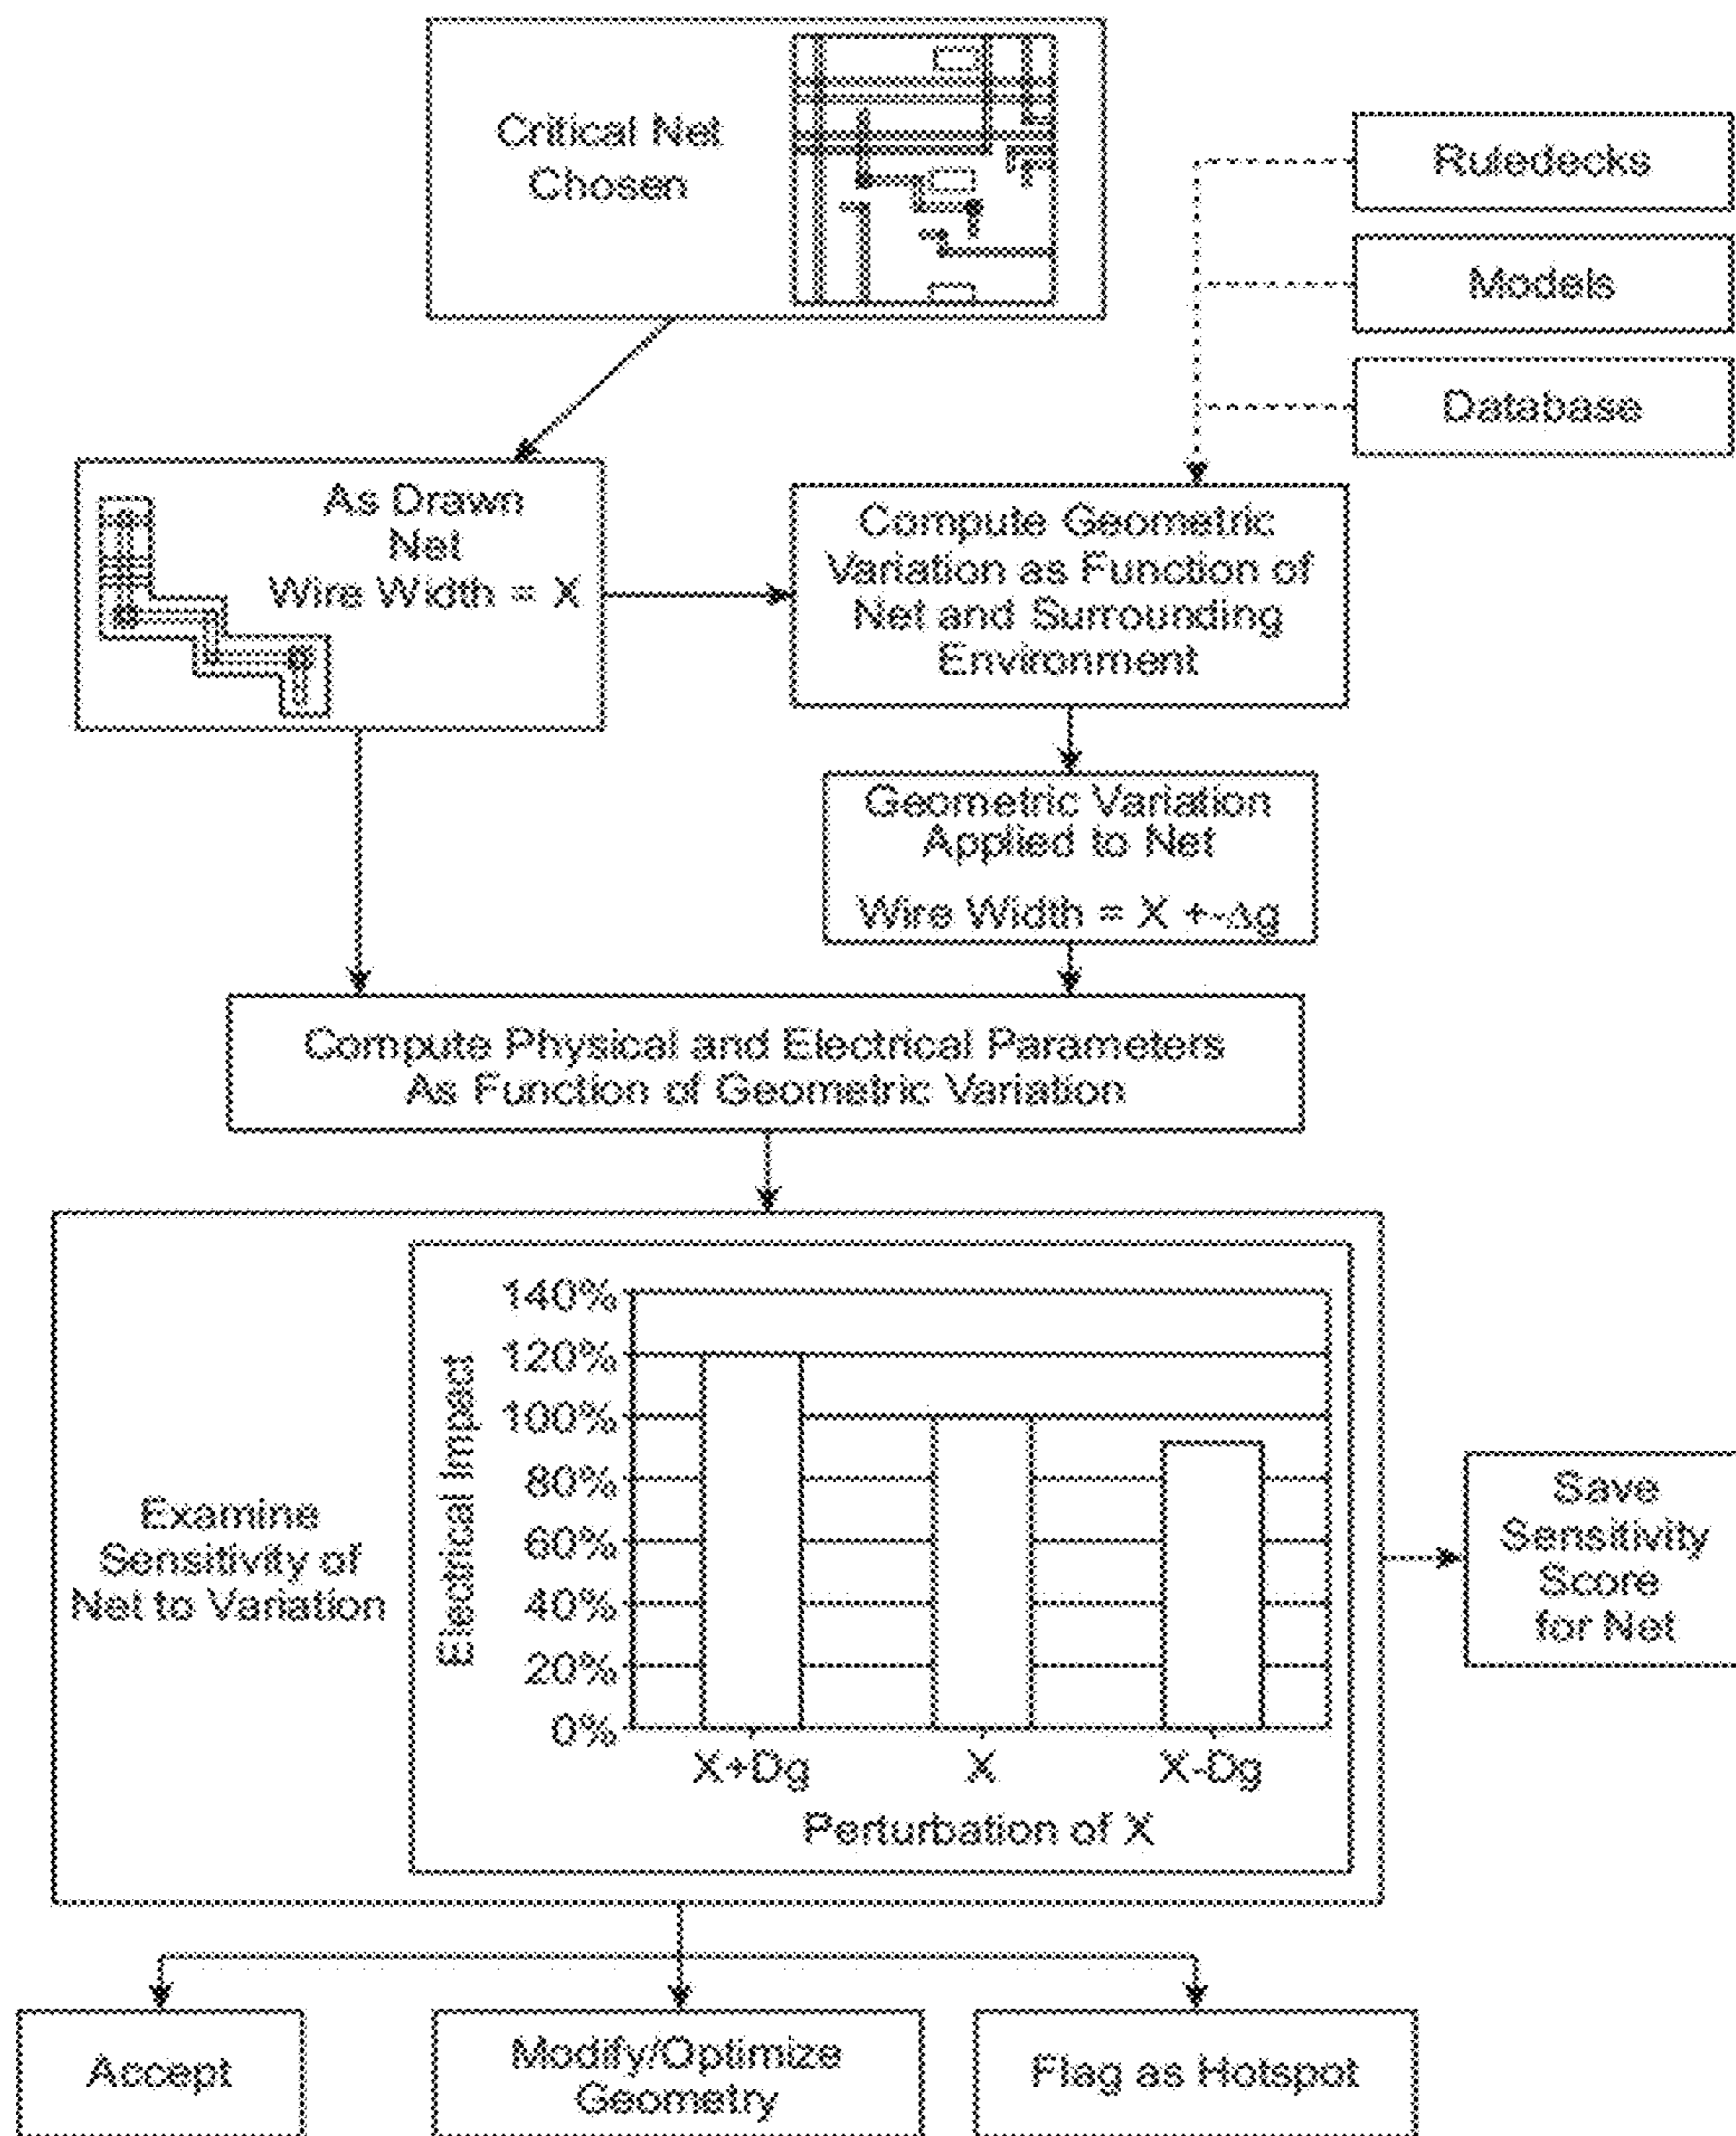 Critical Net
Chosen
Ruledecks
Models
Database
As Drawn
Net
Wire Width = X
Compute Geometric
Variation as Function of
Net and Surrounding
Environment
Geometric Variation
Applied to Net
Wire Width = X +-Δg
Compute Physical and Electrical Parameters
As Function of Geometric Variation
Examine
Sensitivity of
Net to Variation
Electrical Impact
140%
120%
100%
80%
60%
40%
20%
0%
X+Dg
X
X-Dg
Perturbation of X
Save
Sensitivity
Score
for Net
Accept
Modify/Optimize
Geometry
Flag as Hotspot